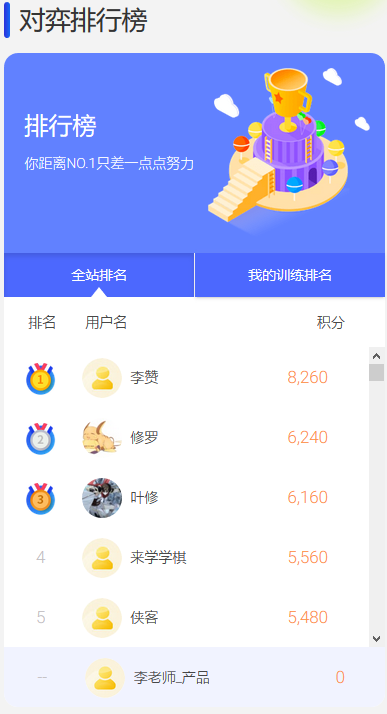 对弈排行榜
排行榜
你距离NO.1只差一点点努力
全站排名 我的训练排名
排名 用户名 积分
1 李赞 8,260
2 修罗 6,240
3 叶修 6,160
4 来学学棋 5,560
5 侠客 5,480
-- 李老师_产品 0